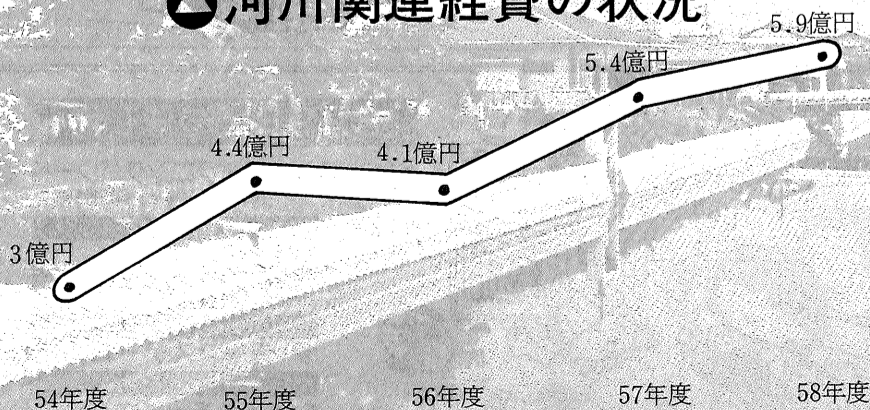 河川関連経費の状況
5.9億円
5.4億円
4.4億円
4.1億円
3億円
54年度
55年度
56年度
57年度
58年度